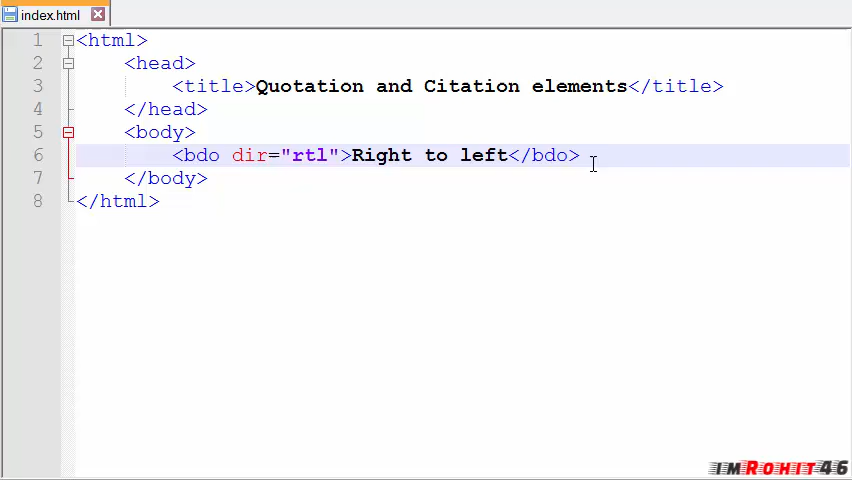 index.html
1 <html>
2 <head>
3 <title>Quotation and Citation elements</title>
4 </head>
5 <body>
6 <bdo dir="rtl">Right to left</bdo>
7 </body>
8 </html>
imRohit46